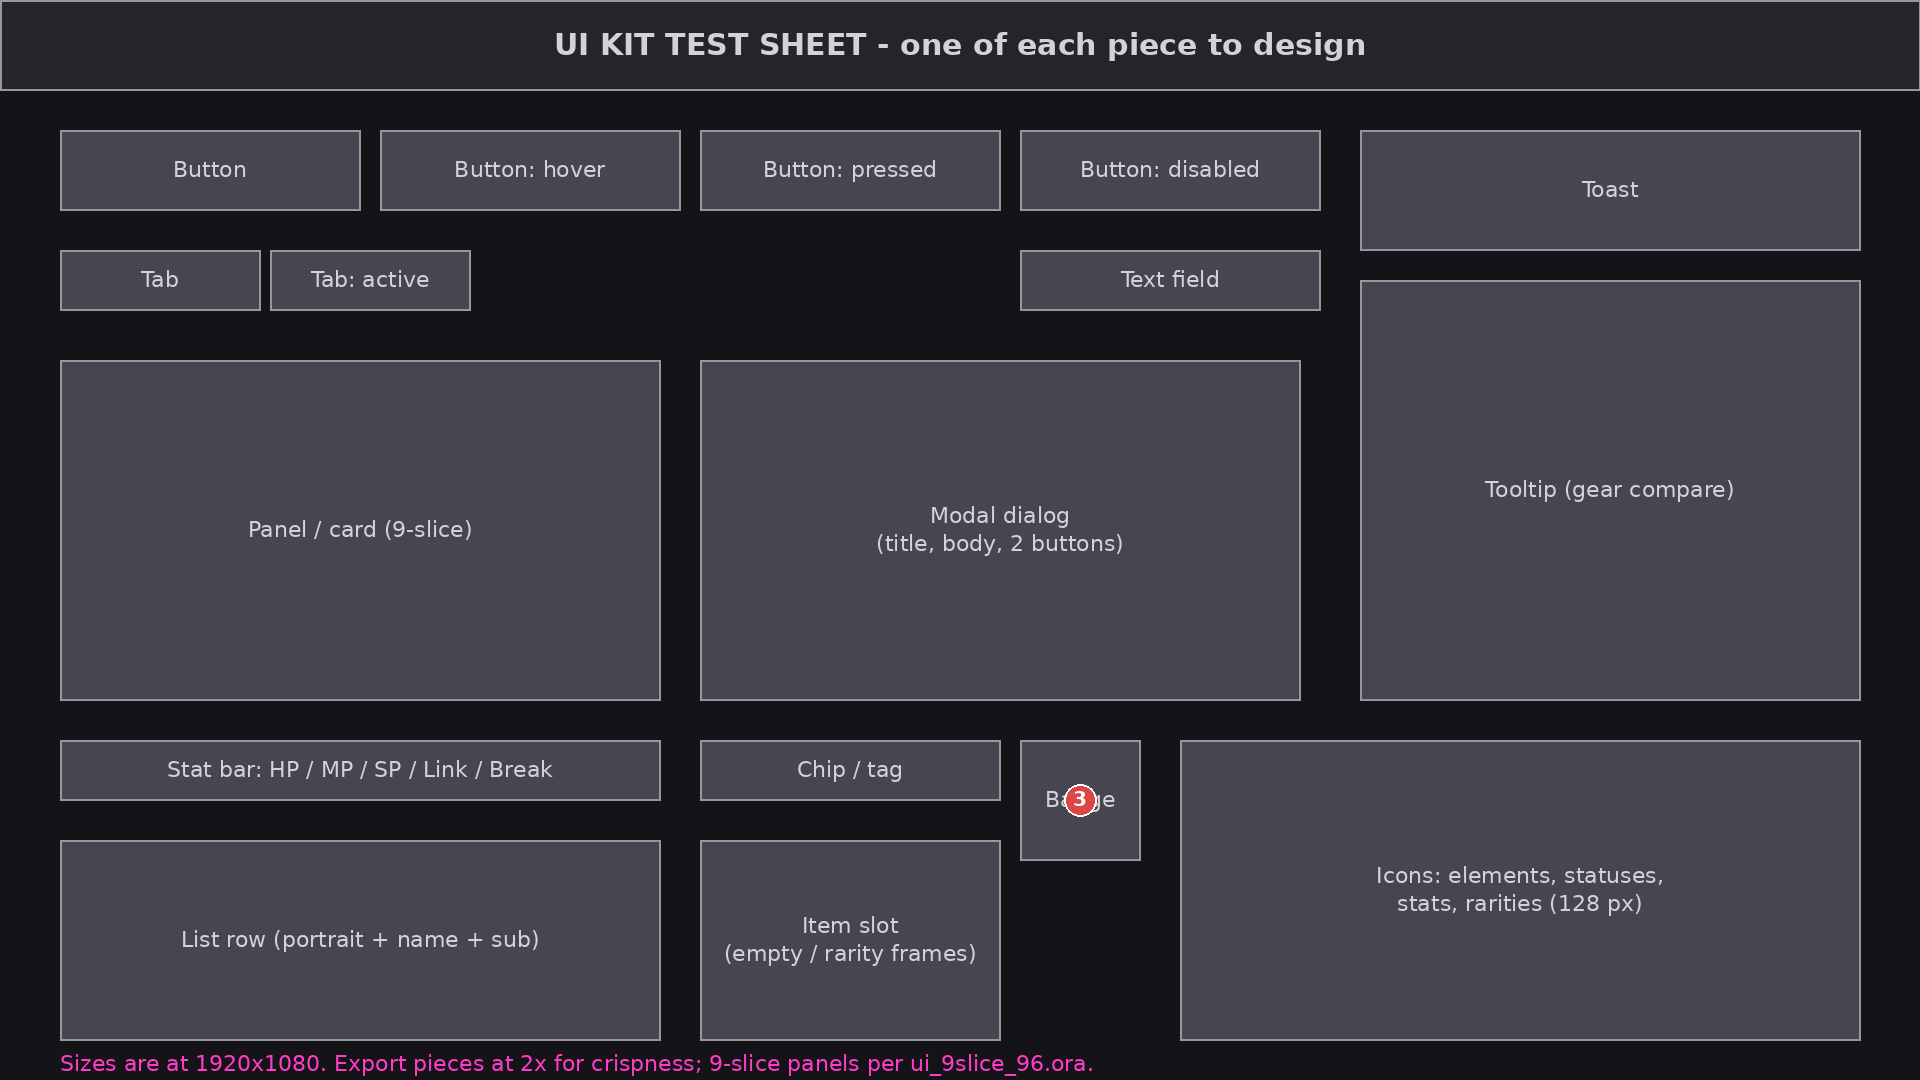 UI KIT TEST SHEET - one of each piece to design
Button
Button: hover
Button: pressed
Button: disabled
Toast
Tab
Tab: active
Text field
Tooltip (gear compare)
Panel / card (9-slice)
Modal dialog
(title, body, 2 buttons)
Stat bar: HP / MP / SP / Link / Break
Chip / tag
3
Icons: elements, statuses,
stats, rarities (128 px)
List row (portrait + name + sub)
Item slot
(empty / rarity frames)
Sizes are at 1920x1080. Export pieces at 2x for crispness; 9-slice panels per ui_9slice_96.ora.